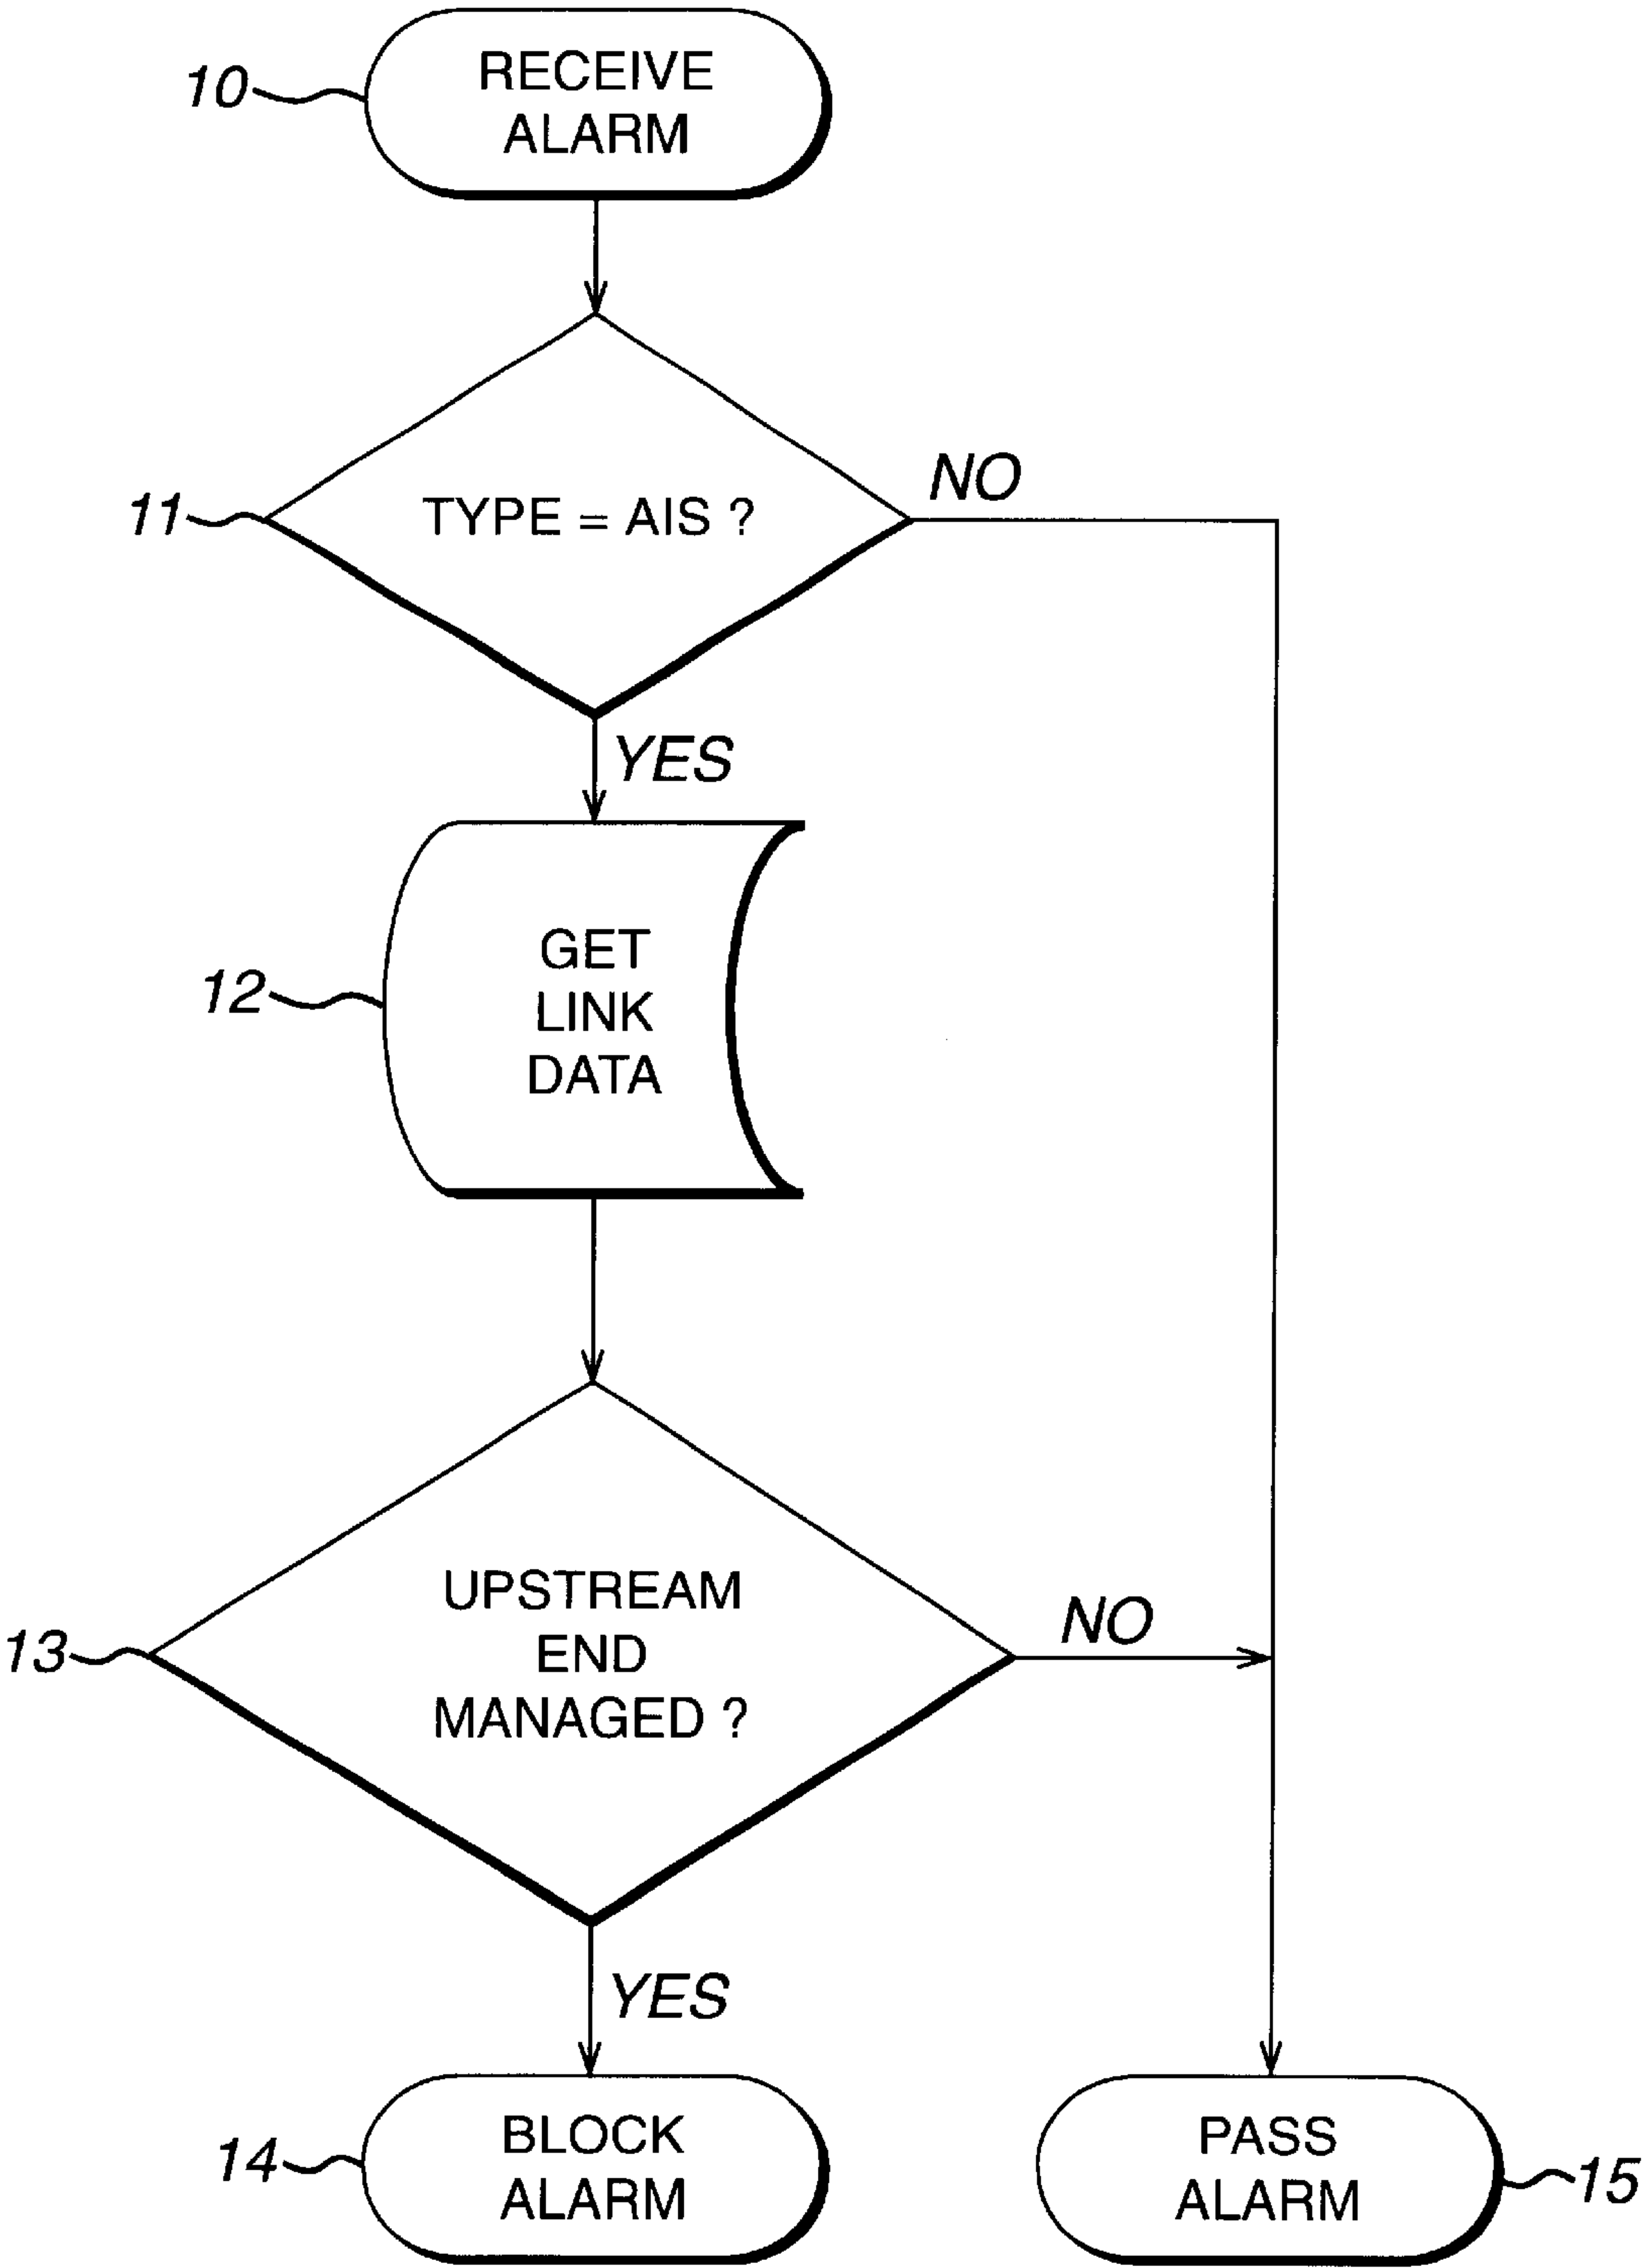 10
RECEIVE
ALARM
11
TYPE = AIS ?
NO
YES
12
GET
LINK
DATA
13
UPSTREAM
END
MANAGED ?
NO
YES
14
BLOCK
ALARM
PASS
ALARM
15